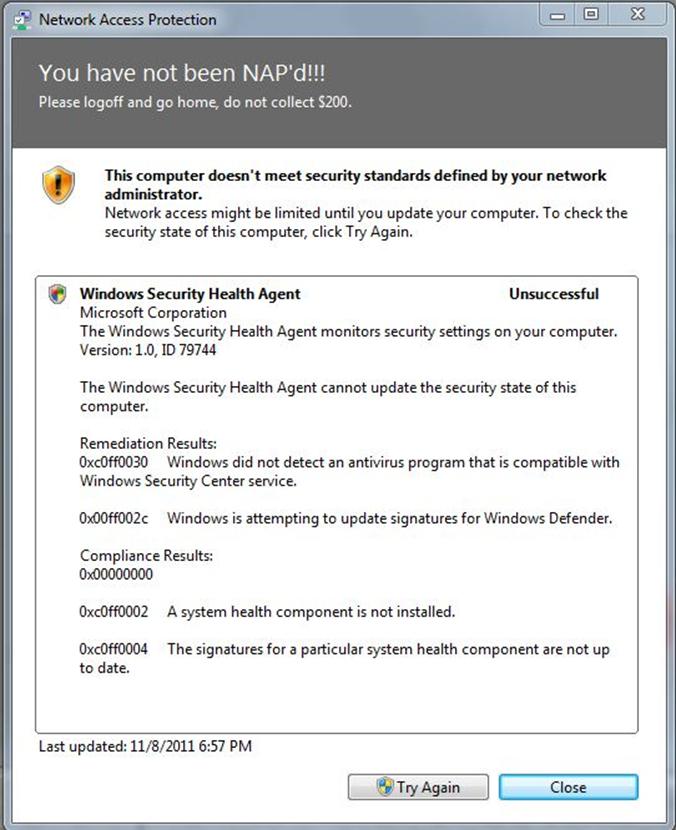 Network Access Protection
You have not been NAP'd!!!
Please logoff and go home, do not collect $200.
This computer doesn't meet security standards defined by your network
administrator.
Network access might be limited until you update your computer. To check the
security state of this computer, click Try Again.
Windows Security Health Agent Unsuccessful
Microsoft Corporation
The Windows Security Health Agent monitors security settings on your computer.
Version: 1.0, ID 79744
The Windows Security Health Agent cannot update the security state of this
computer.
Remediation Results:
0xc0ff0030 Windows did not detect an antivirus program that is compatible with
Windows Security Center service.
0x00ff002c Windows is attempting to update signatures for Windows Defender.
Compliance Results:
0x00000000
0xc0ff0002 A system health component is not installed.
0xc0ff0004 The signatures for a particular system health component are not up
to date.
Last updated: 11/8/2011 6:57 PM
Try Again Close